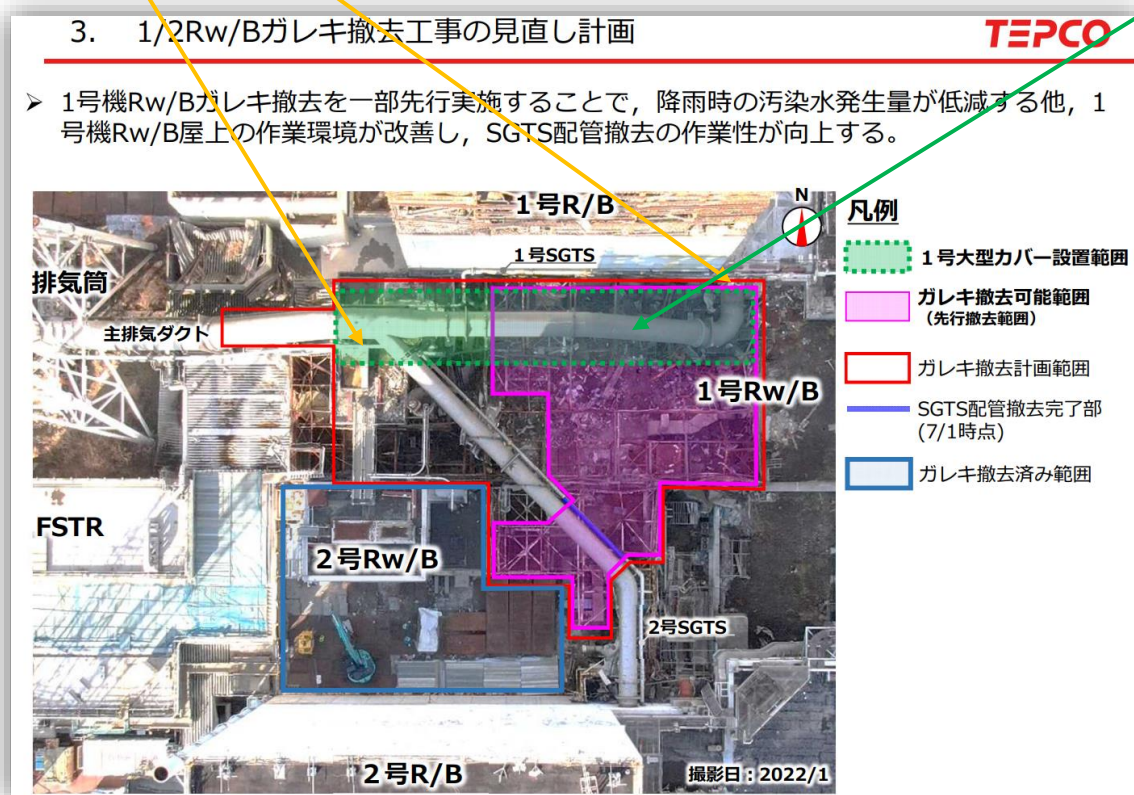 3. 1/2Rw/Bガレキ撤去工事の見直し計画
TEPCO
➢ 1号機Rw/Bガレキ撤去を一部先行実施することで，降雨時の汚染水発生量が低減する他，1
号機Rw/B屋上の作業環境が改善し，SGTS配管撤去の作業性が向上する。
1号R/B
N
凡例
1号SGTS
1号大型カバー設置範囲
排気筒
ガレキ撤去可能範囲
（先行撤去範囲）
主排気ダクト
ガレキ撤去計画範囲
1号Rw/B
SGTS配管撤去完了部
(7/1時点)
ガレキ撤去済み範囲
FSTR
2号Rw/B
2号SGTS
2号R/B
撮影日：2022/1